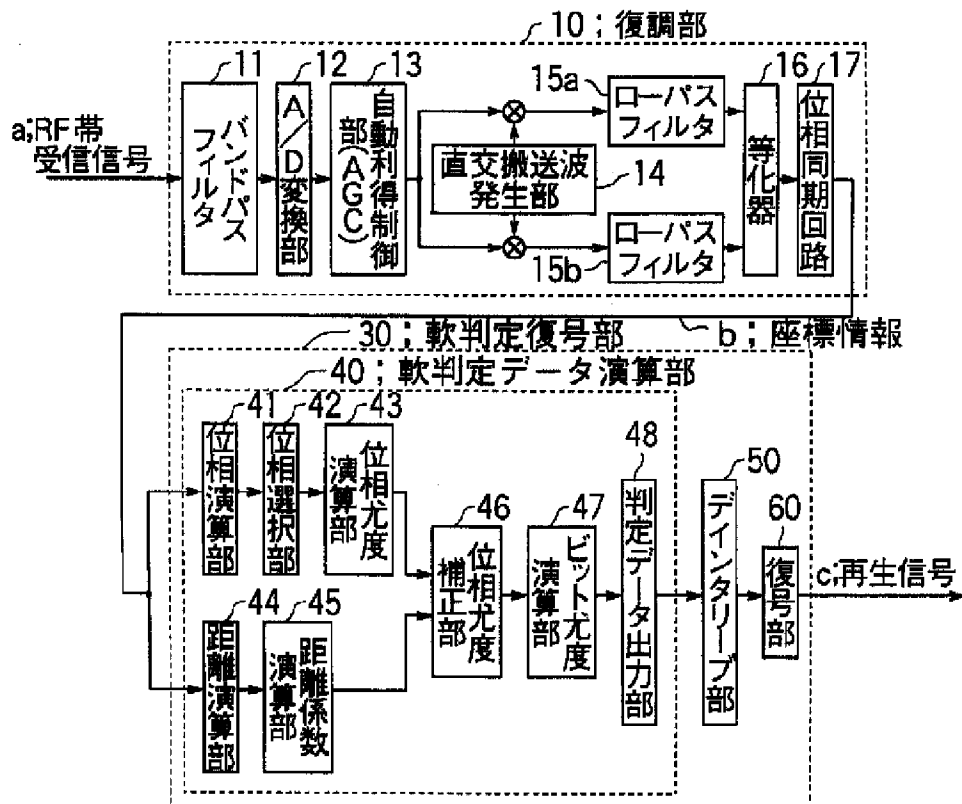 10；復調部
11
バンドパスフィルタ
12
A／D変換部
13
自動利得制御部(AGC)
15a
ローパス
フィルタ
16
等化器
17
位相同期回路
a;RF帯
受信信号
直交搬送波
発生部
14
15b
ローパス
フィルタ
b；座標情報
30；軟判定復号部
40；軟判定データ演算部
41
位相演算部
42
位相選択部
43
位相尤度
演算部
44
距離演算部
45
距離係数
演算部
46
位相尤度
補正部
47
ビット尤度
演算部
48
判定データ出力部
50
デインタリーブ部
60
復号部
c;再生信号